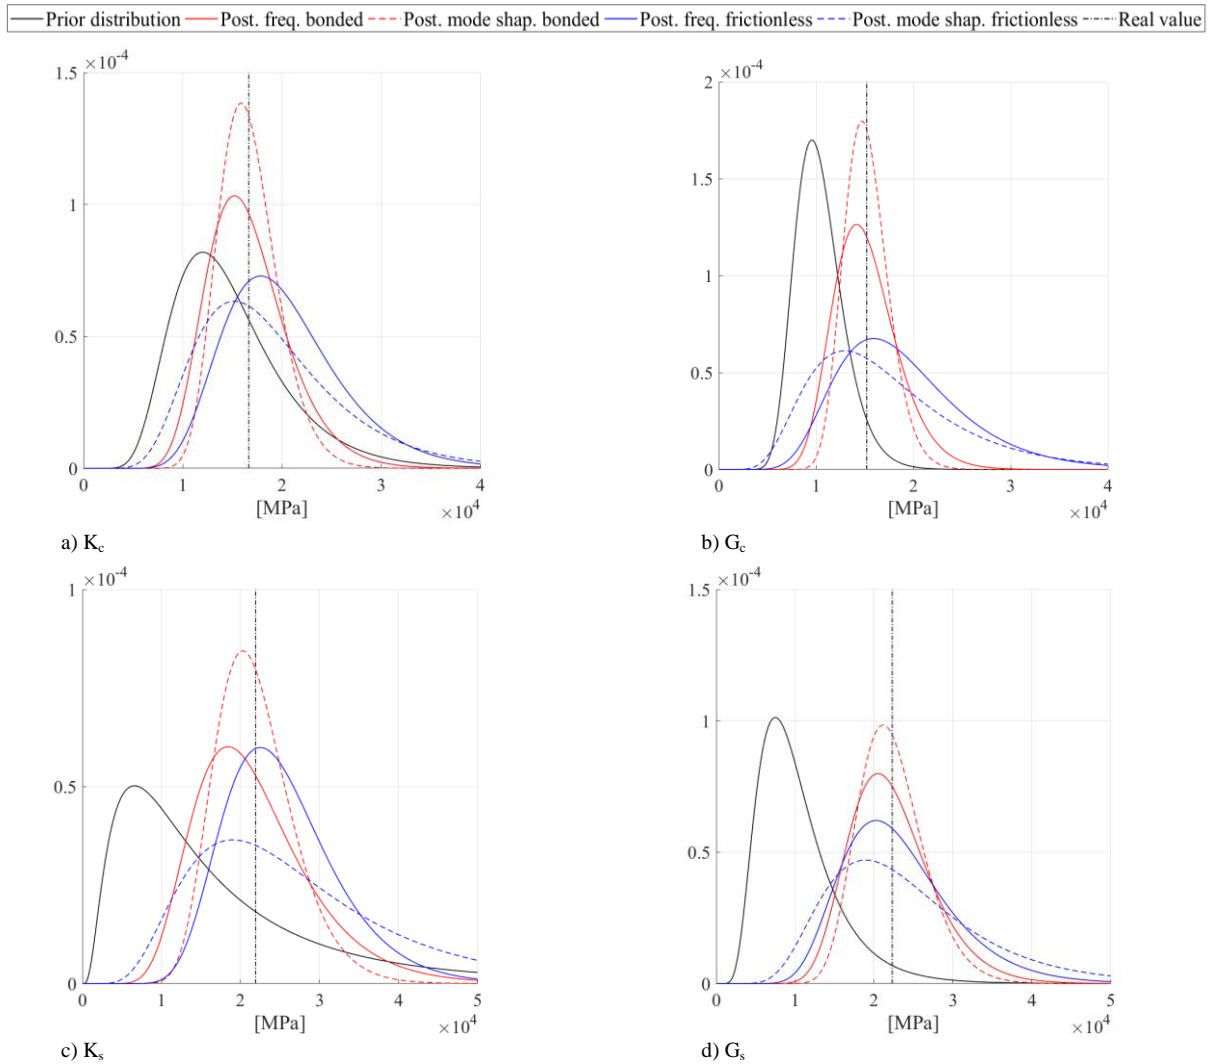 Prior distribution Post. freq. bonded Post. mode shap. bonded Post. freq. frictionless Post. mode shap. frictionless Real value
×10⁻⁴
1.5
1
0.5
0
0 1 2 3 4
[MPa]
×10⁴
a) K_c
×10⁻⁴
2
1.5
1
0.5
0
0 1 2 3 4
[MPa]
×10⁴
b) G_c
×10⁻⁴
1
0.5
0
0 1 2 3 4 5
[MPa]
×10⁴
c) K_s
×10⁻⁴
1.5
1
0.5
0
0 1 2 3 4 5
[MPa]
×10⁴
d) G_s